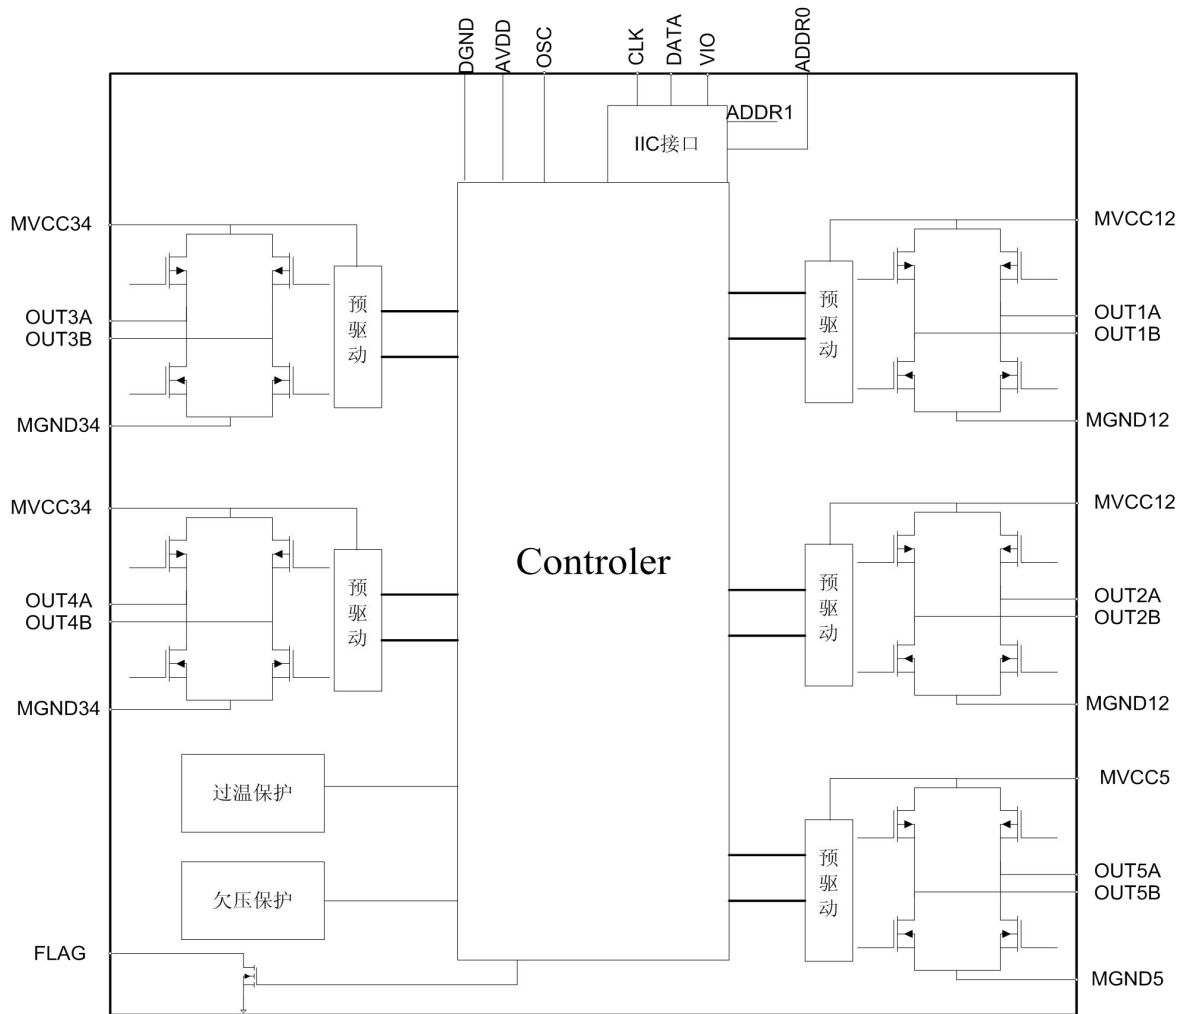 DGND
AVDD
OSC
CLK
DATA
VIO
ADDR0
ADDR1
IIC接口
MVCC34
预驱动
OUT3A
OUT3B
MGND34
MVCC12
预驱动
OUT1A
OUT1B
MGND12
MVCC34
预驱动
OUT4A
OUT4B
MGND34
Controler
MVCC12
预驱动
OUT2A
OUT2B
MGND12
过温保护
欠压保护
FLAG
MVCC5
预驱动
OUT5A
OUT5B
MGND5